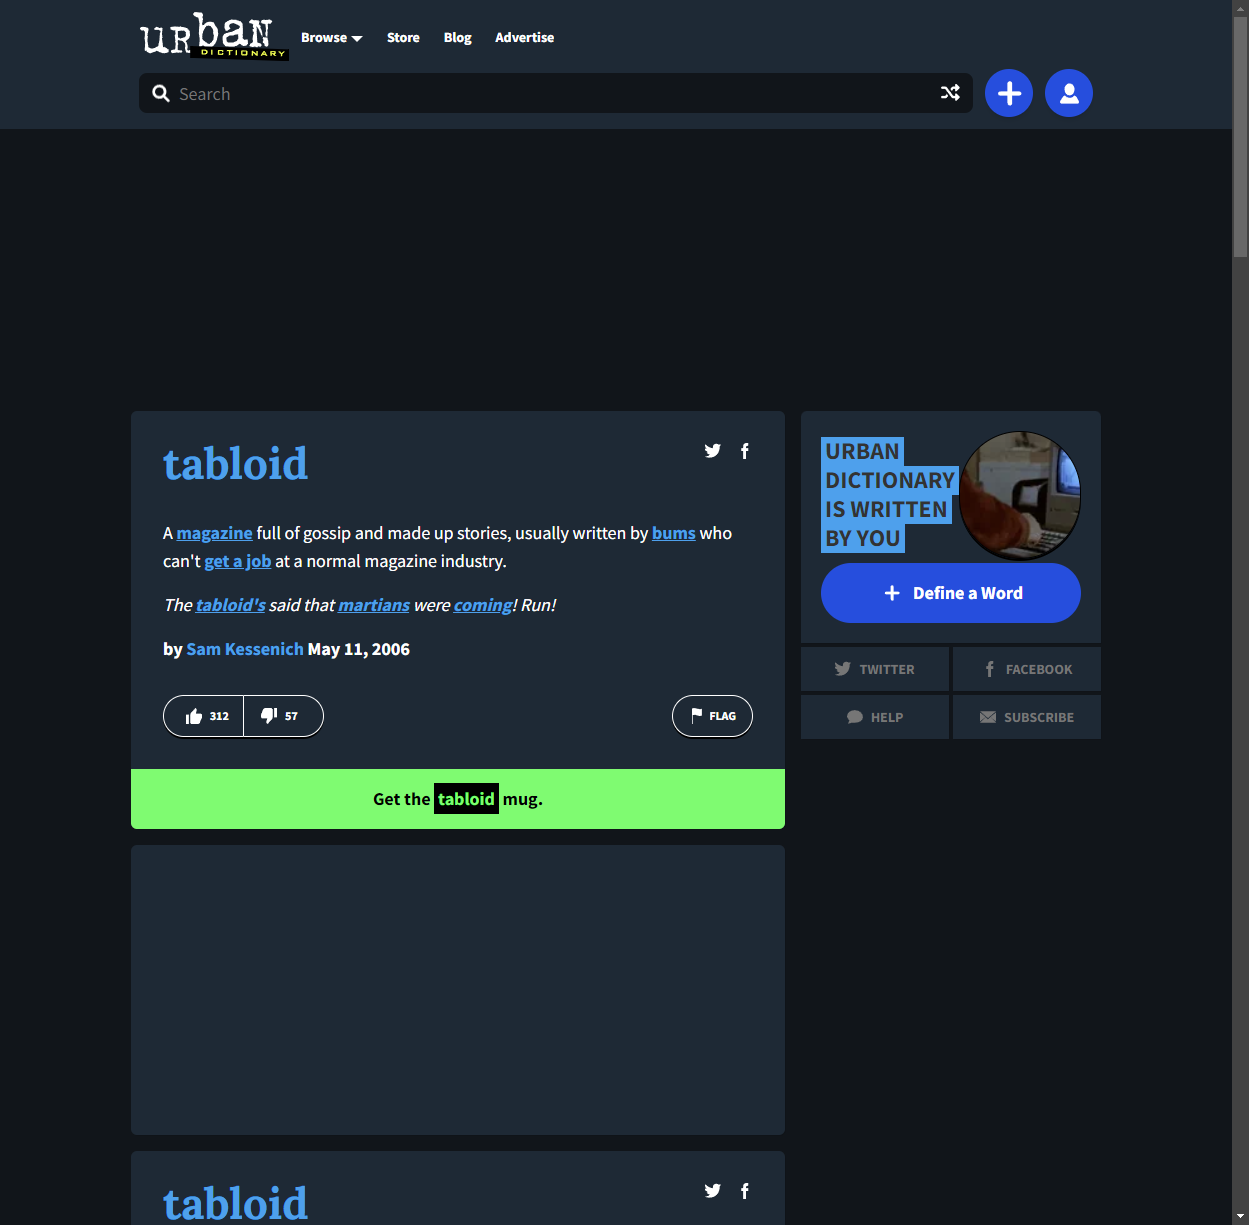 urban
DICTIONARY
Browse
Store
Blog
Advertise
Search
tabloid
A magazine full of gossip and made up stories, usually written by bums who
can't get a job at a normal magazine industry.
The tabloid's said that martians were coming! Run!
by Sam Kessenich May 11, 2006
312
57
FLAG
Get the tabloid mug.
tabloid
URBAN
DICTIONARY
IS WRITTEN
BY YOU
Define a Word
TWITTER
FACEBOOK
HELP
SUBSCRIBE